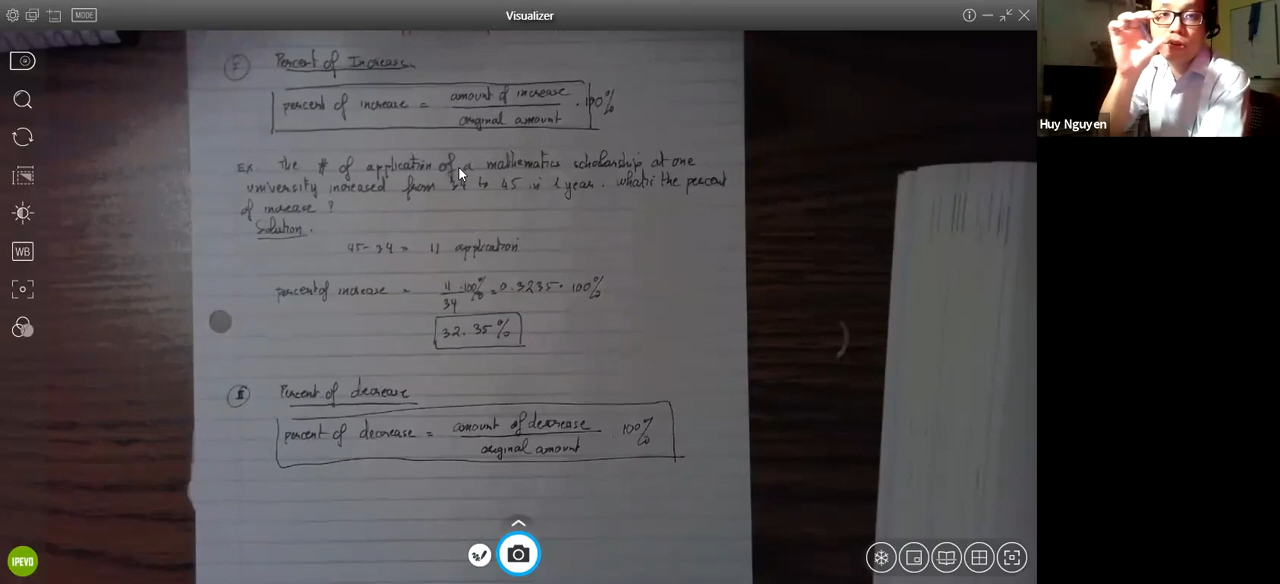 MODE
Visualizer
Huy Nguyen
Percent of Increase
percent of increase = amount of increase / original amount . 100%
Ex. The # of application of a mathematics scholarship at one
university increased from 34 to 45 in 1 year. What is the percent
of increase ?
Solution.
45 - 34 = 11 application
percent of increase = 11/34 . 100% = 0.3235 . 100%
32.35%
Percent of decrease
percent of decrease = amount of decrease / original amount . 100%
WB
IPEVO